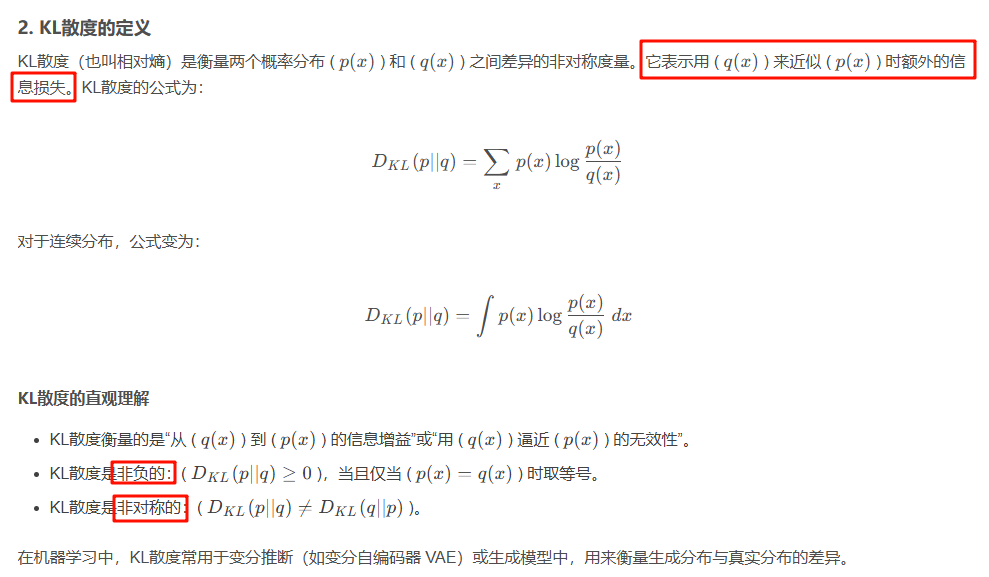 2. KL散度的定义
KL散度（也叫相对熵）是衡量两个概率分布 ( p(x) ) 和 ( q(x) ) 之间差异的非对称度量。它表示用 ( q(x) ) 来近似 ( p(x) ) 时额外的信
息损失。KL散度的公式为：
D_{KL}(p||q) = \sum_x p(x) \log \frac{p(x)}{q(x)}
对于连续分布，公式变为：
D_{KL}(p||q) = \int p(x) \log \frac{p(x)}{q(x)} dx
KL散度的直观理解
• KL散度衡量的是“从 ( q(x) ) 到 ( p(x) ) 的信息增益”或“用 ( q(x) ) 逼近 ( p(x) ) 的无效性”。
• KL散度是非负的：( D_{KL}(p||q) ≥ 0 )，当且仅当 ( p(x) = q(x) ) 时取等号。
• KL散度是非对称的：( D_{KL}(p||q) ≠ D_{KL}(q||p) )。
在机器学习中，KL散度常用于变分推断（如变分自编码器 VAE）或生成模型中，用来衡量生成分布与真实分布的差异。